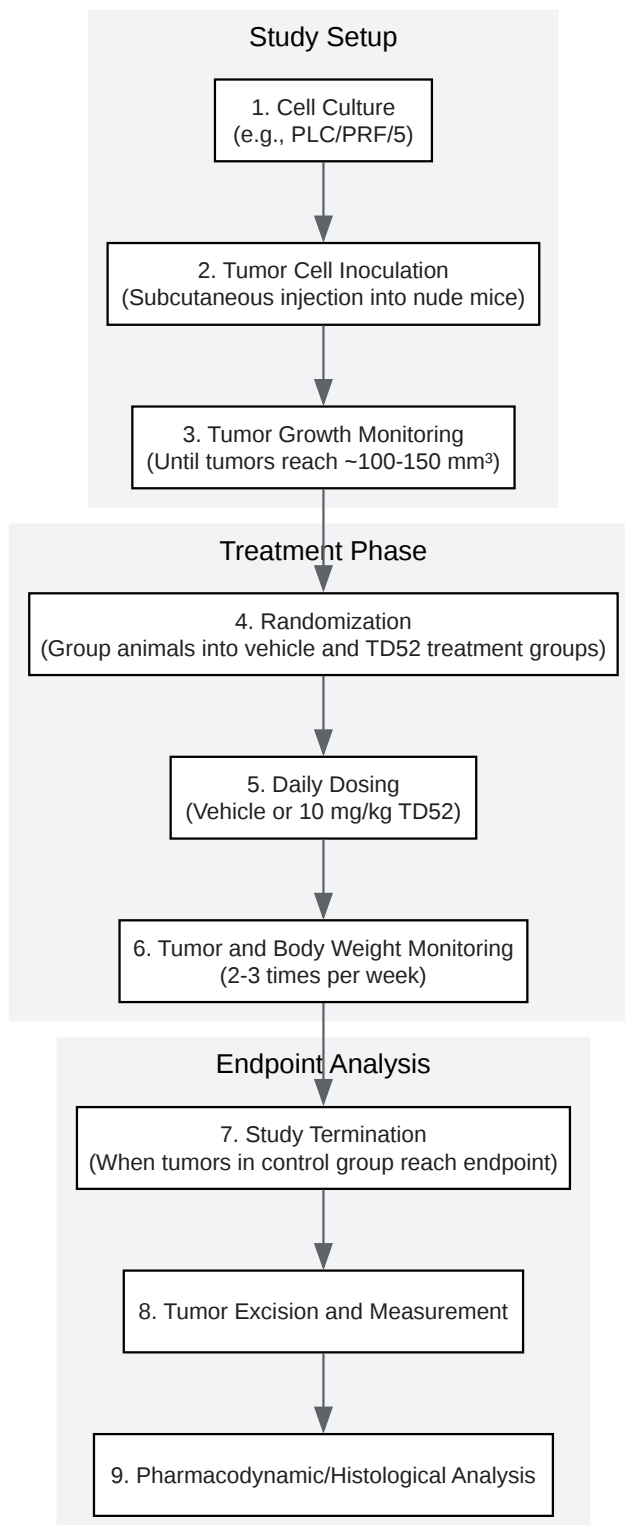 Study Setup
1. Cell Culture
(e.g., PLC/PRF/5)
2. Tumor Cell Inoculation
(Subcutaneous injection into nude mice)
3. Tumor Growth Monitoring
(Until tumors reach ~100-150 mm³)
Treatment Phase
4. Randomization
(Group animals into vehicle and TD52 treatment groups)
5. Daily Dosing
(Vehicle or 10 mg/kg TD52)
6. Tumor and Body Weight Monitoring
(2-3 times per week)
Endpoint Analysis
7. Study Termination
(When tumors in control group reach endpoint)
8. Tumor Excision and Measurement
9. Pharmacodynamic/Histological Analysis